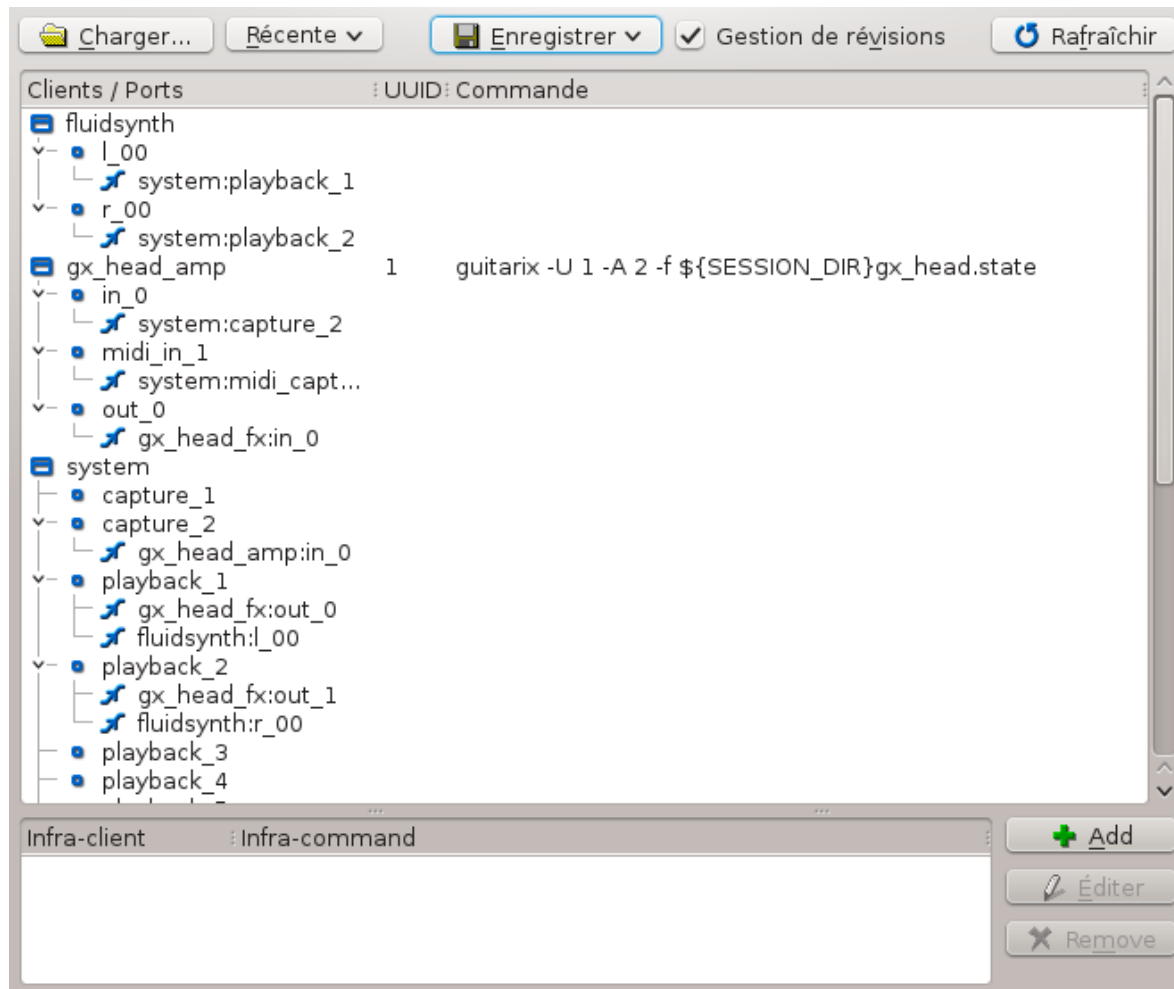 Charger... Récente Enregistrer Gestion de révisions Rafraîchir
Clients / Ports UUID Commande
fluidsynth
l_00
system:playback_1
r_00
system:playback_2
gx_head_amp 1 guitarix -U 1 -A 2 -f ${SESSION_DIR}gx_head.state
in_0
system:capture_2
midi_in_1
system:midi_capt...
out_0
gx_head_fx:in_0
system
capture_1
capture_2
gx_head_amp:in_0
playback_1
gx_head_fx:out_0
fluidsynth:l_00
playback_2
gx_head_fx:out_1
fluidsynth:r_00
playback_3
playback_4
Infra-client Infra-command
Add
Éditer
Remove